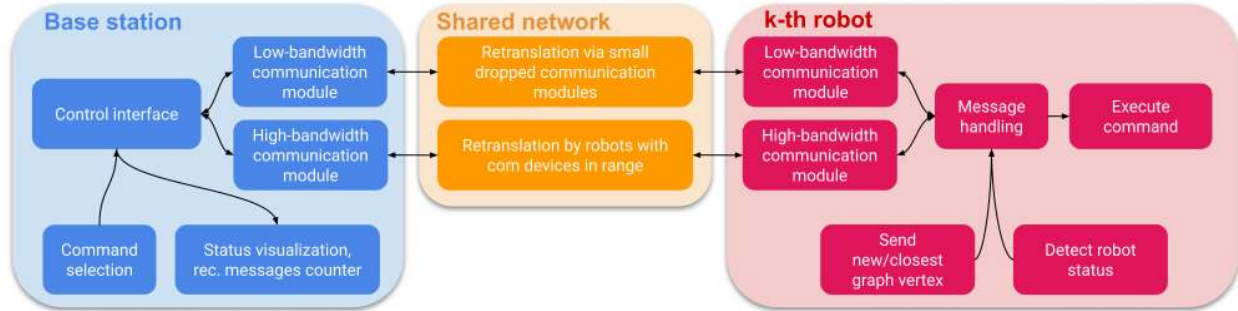 Base station
Shared network
k-th robot
Low-bandwidth
communication
module
Retranslation via small
dropped communication
modules
Low-bandwidth
communication
module
Control interface
Message
handling
Execute
command
High-bandwidth
communication
module
Retranslation by robots with
com devices in range
High-bandwidth
communication
module
Command
selection
Status visualization,
rec. messages counter
Send
new/closest
graph vertex
Detect robot
status